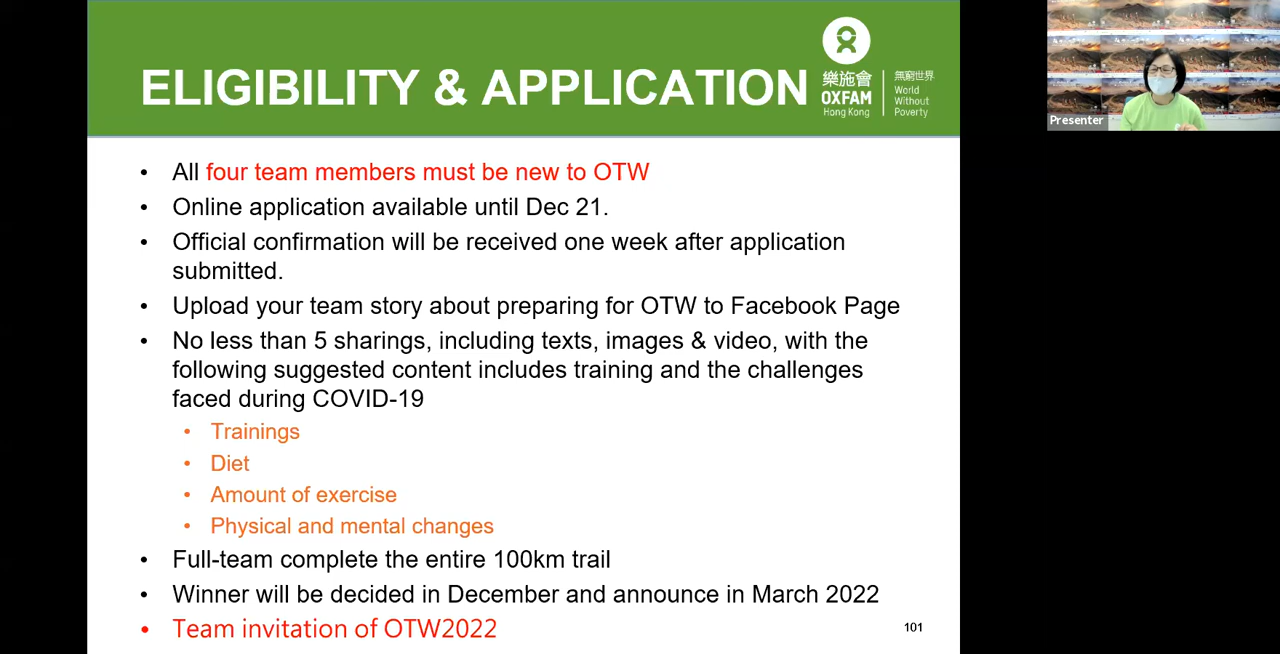 ELIGIBILITY & APPLICATION
樂施會
OXFAM
Hong Kong
無窮世界
World
Without
Poverty
Presenter
• All four team members must be new to OTW
• Online application available until Dec 21.
• Official confirmation will be received one week after application
submitted.
• Upload your team story about preparing for OTW to Facebook Page
• No less than 5 sharings, including texts, images & video, with the
following suggested content includes training and the challenges
faced during COVID-19
• Trainings
• Diet
• Amount of exercise
• Physical and mental changes
• Full-team complete the entire 100km trail
• Winner will be decided in December and announce in March 2022
• Team invitation of OTW2022
101